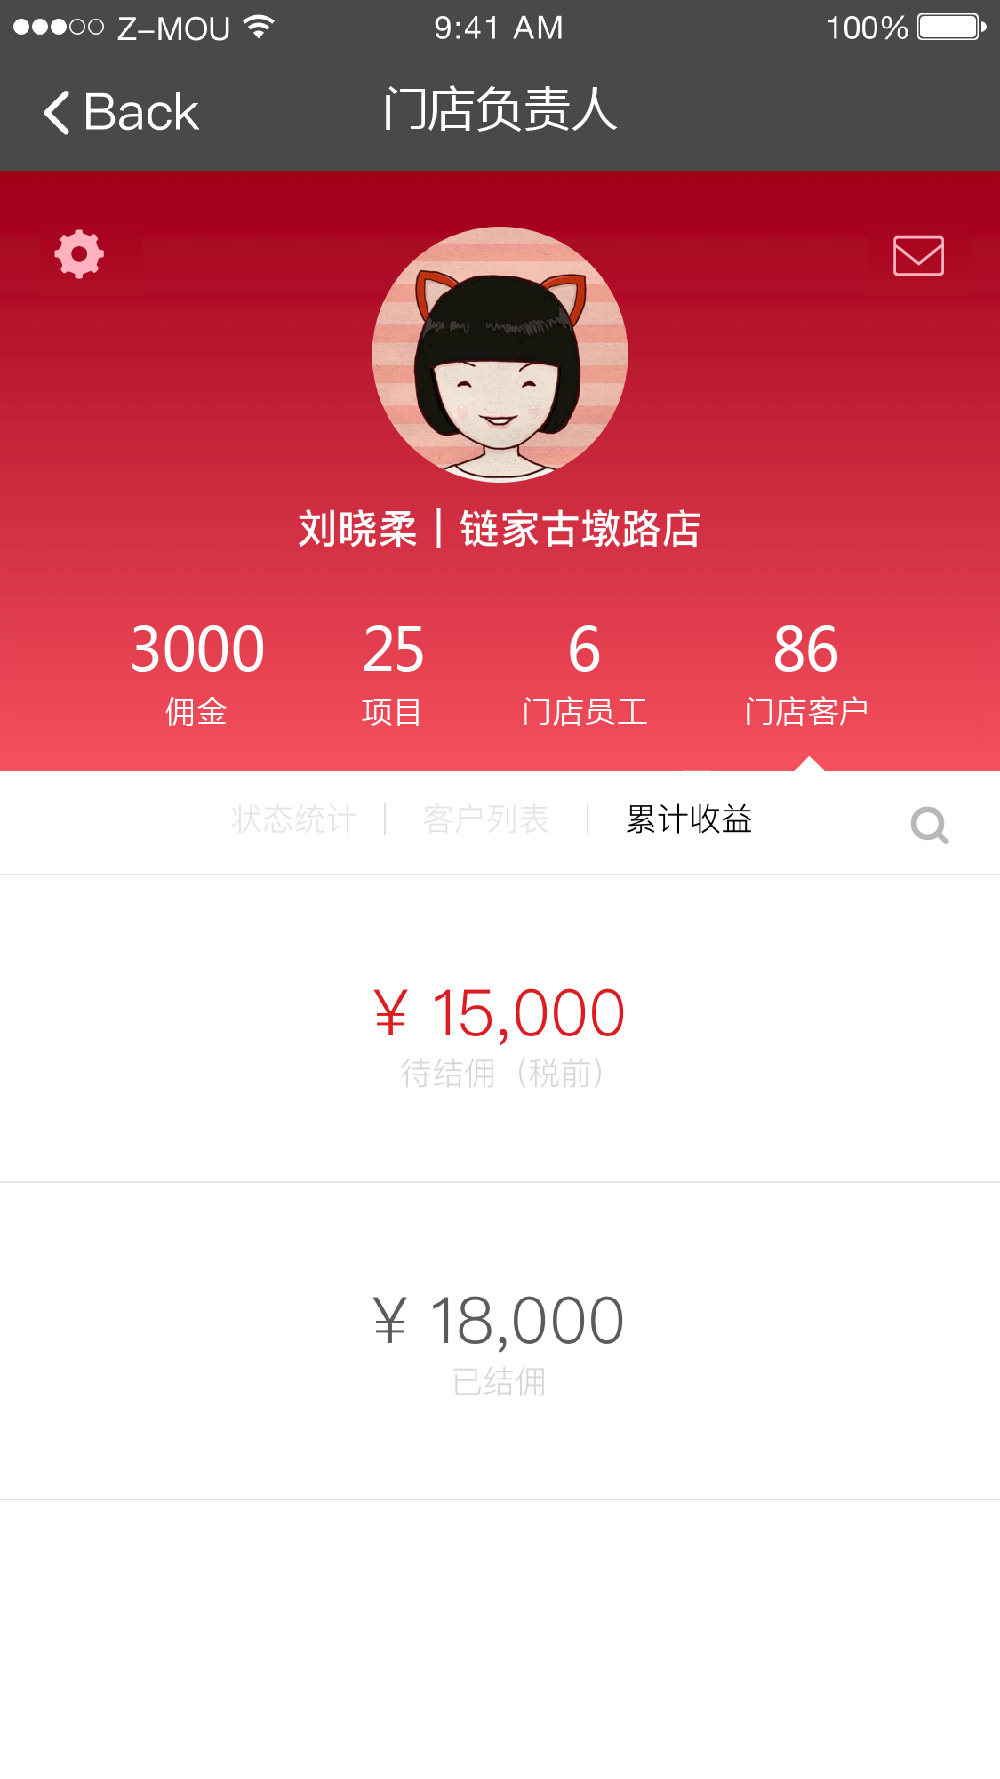 Z-MOU 9:41 AM 100%
Back 门店负责人
刘晓柔｜链家古墩路店
3000 25 6 86
佣金 项目 门店员工 门店客户
状态统计 | 客户列表 | 累计收益
¥ 15,000
待结佣（税前）
¥ 18,000
已结佣